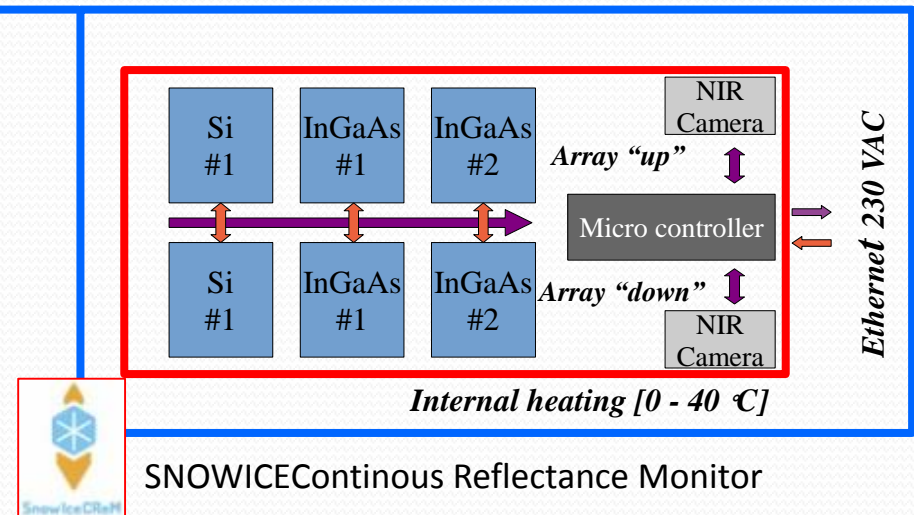 Si
#1
InGaAs
#1
InGaAs
#2
NIR
Camera
Array “up”
Micro controller
Ethernet 230 VAC
Si
#1
InGaAs
#1
InGaAs
#2
Array “down”
NIR
Camera
Internal heating [0 - 40 °C]
SNOWICEContinous Reflectance Monitor
SnowIceCReM